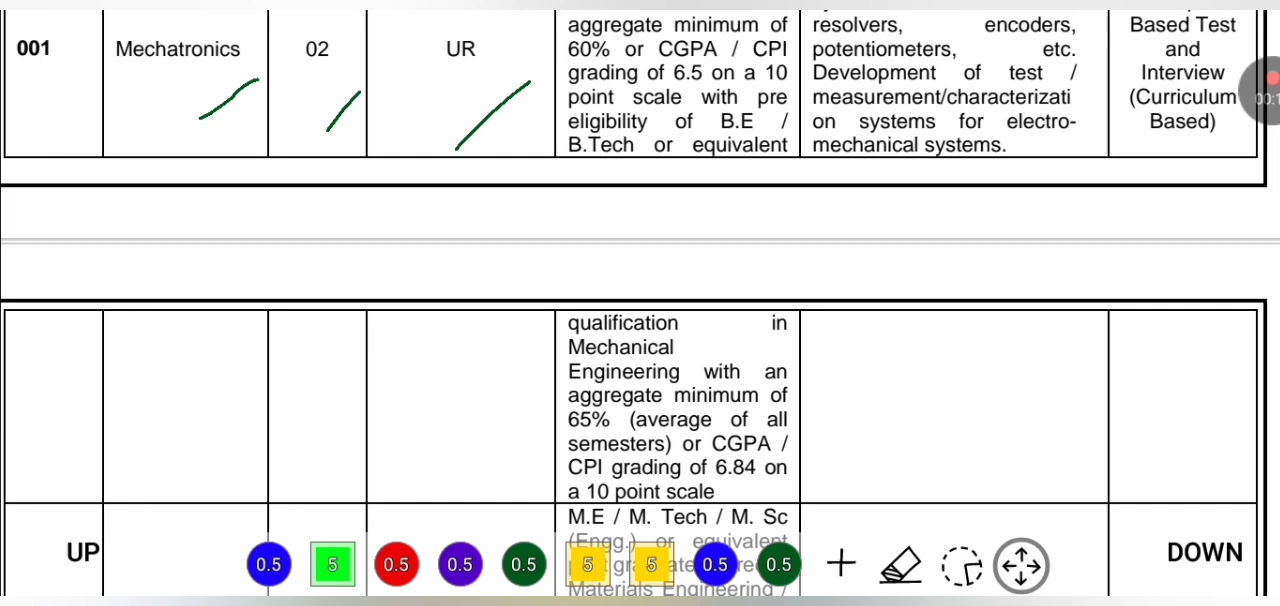 001
Mechatronics
02
UR
aggregate minimum of
60% or CGPA / CPI
grading of 6.5 on a 10
point scale with pre
eligibility of B.E /
B.Tech or equivalent
resolvers, encoders,
potentiometers, etc.
Development of test /
measurement/characterizati
on systems for electro-
mechanical systems.
Based Test
and
Interview
(Curriculum
Based)
qualification in
Mechanical
Engineering with an
aggregate minimum of
65% (average of all
semesters) or CGPA /
CPI grading of 6.84 on
a 10 point scale
M.E / M. Tech / M. Sc
(Engg.) or equivalent
Materials Engineering /
UP
0.5
5
0.5
0.5
0.5
5
5
0.5
0.5
DOWN